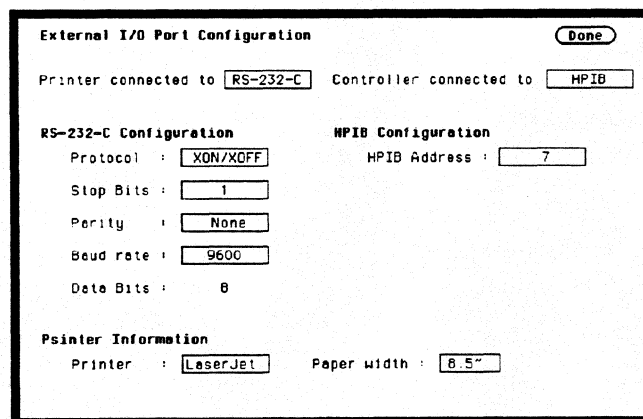 External I/O Port Configuration Done
Printer connected to RS-232-C Controller connected to HPIB
RS-232-C Configuration HPIB Configuration
Protocol : XON/XOFF HPIB Address : 7
Stop Bits : 1
Parity : None
Baud rate : 9600
Data Bits : 8
Psinter Information
Printer : LaserJet Paper width : 8.5"